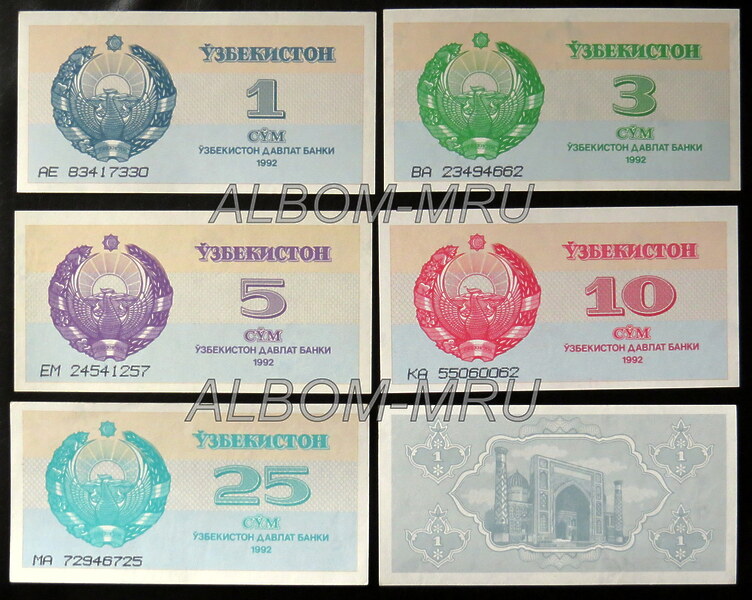 ЎЗБЕКИСТОН
1
СЎМ
ЎЗБЕКИСТОН ДАВЛАТ БАНКИ
1992
АЕ 83417330
ЎЗБЕКИСТОН
3
СЎМ
ЎЗБЕКИСТОН ДАВЛАТ БАНКИ
1992
ВА 23494662
ALBOM-MRU
ЎЗБЕКИСТОН
5
СЎМ
ЎЗБЕКИСТОН ДАВЛАТ БАНКИ
1992
ЕМ 24541257
ЎЗБЕКИСТОН
10
СЎМ
ЎЗБЕКИСТОН ДАВЛАТ БАНКИ
1992
КА 55060062
ALBOM-MRU
ЎЗБЕКИСТОН
25
СЎМ
ЎЗБЕКИСТОН ДАВЛАТ БАНКИ
1992
МА 72946725
1 1
1 1